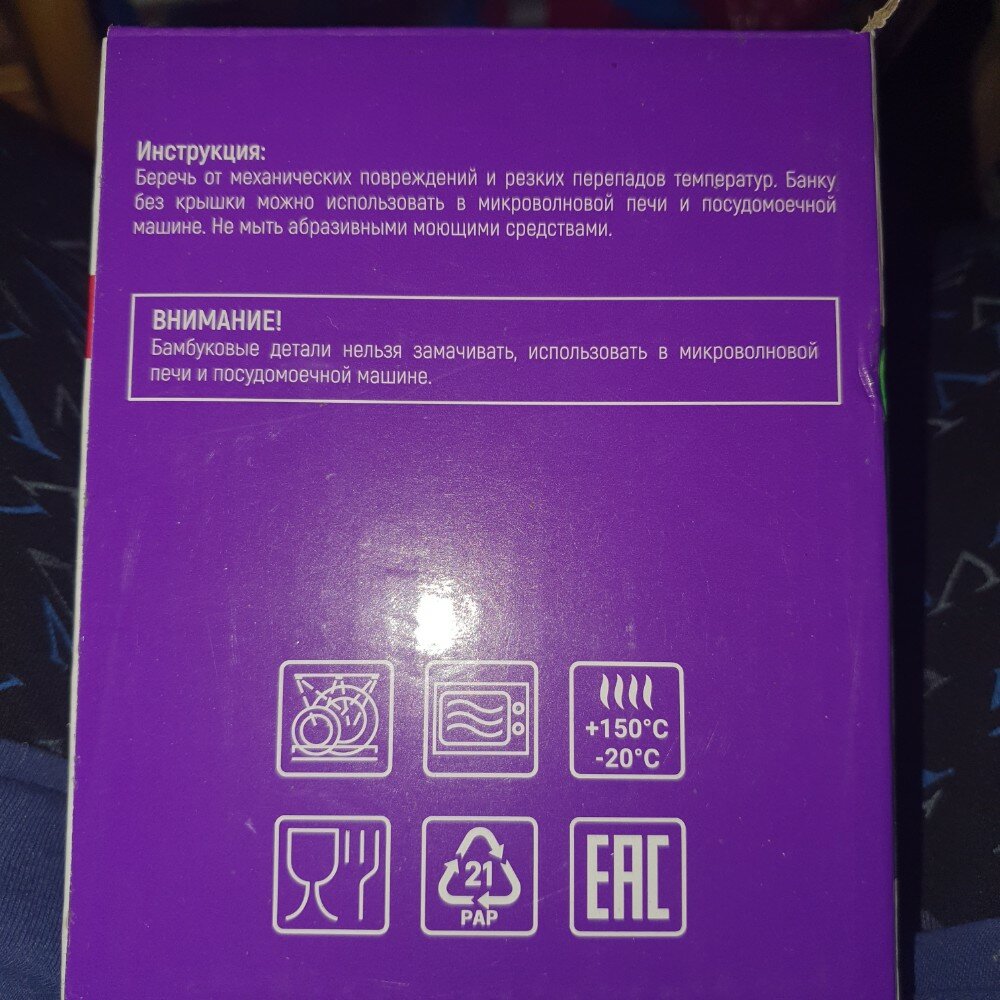 Инструкция:
Беречь от механических повреждений и резких перепадов температур. Банку
без крышки можно использовать в микроволновой печи и посудомоечной
машине. Не мыть абразивными моющими средствами.
ВНИМАНИЕ!
Бамбуковые детали нельзя замачивать, использовать в микроволновой
печи и посудомоечной машине.
+150°C
-20°C
21
PAP
EAC